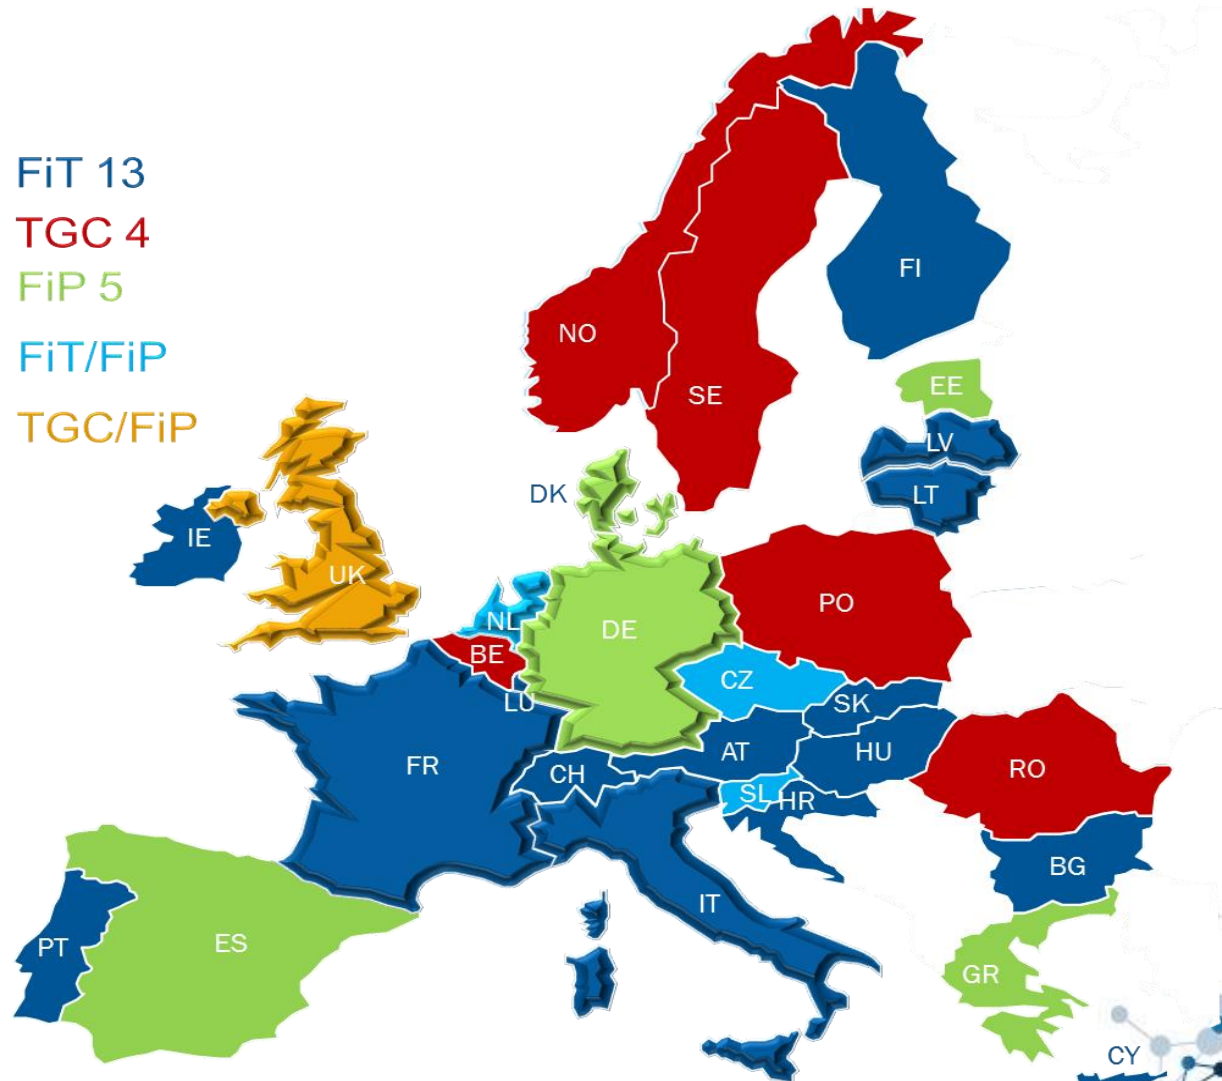 FiT 13
TGC 4
FiP 5
FiT/FiP
TGC/FiP
FI
NO
SE
EE
LV
DK
LT
IE
UK
NL
DE
PO
BE
CZ
LU
SK
FR
CH
AT
HU
RO
SL
HR
BG
IT
PT
ES
GR
CY